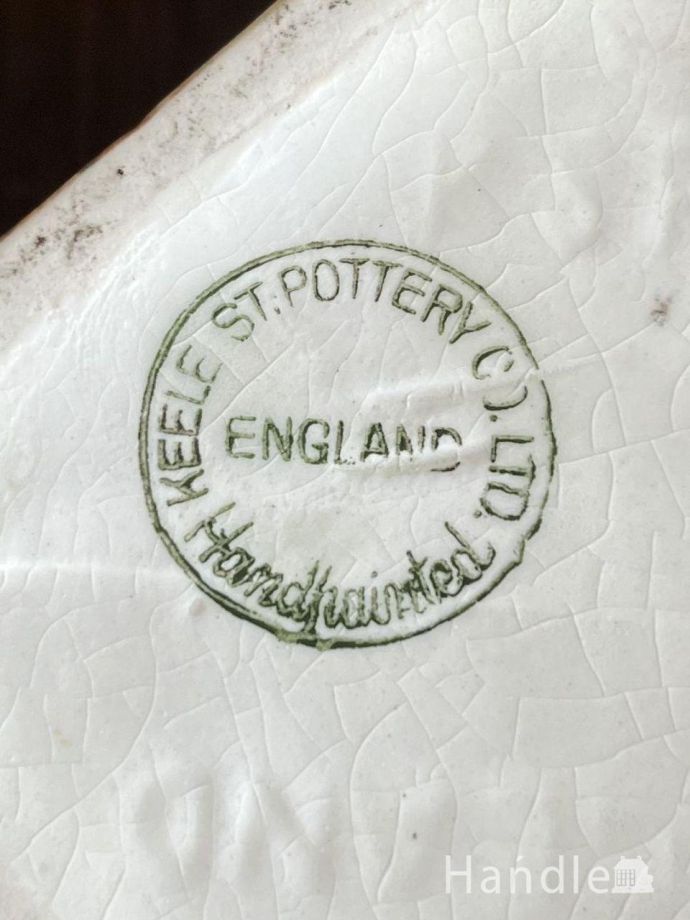 KEELE ST. POTTERY CO. LTD.
ENGLAND
Handpainted
Handle